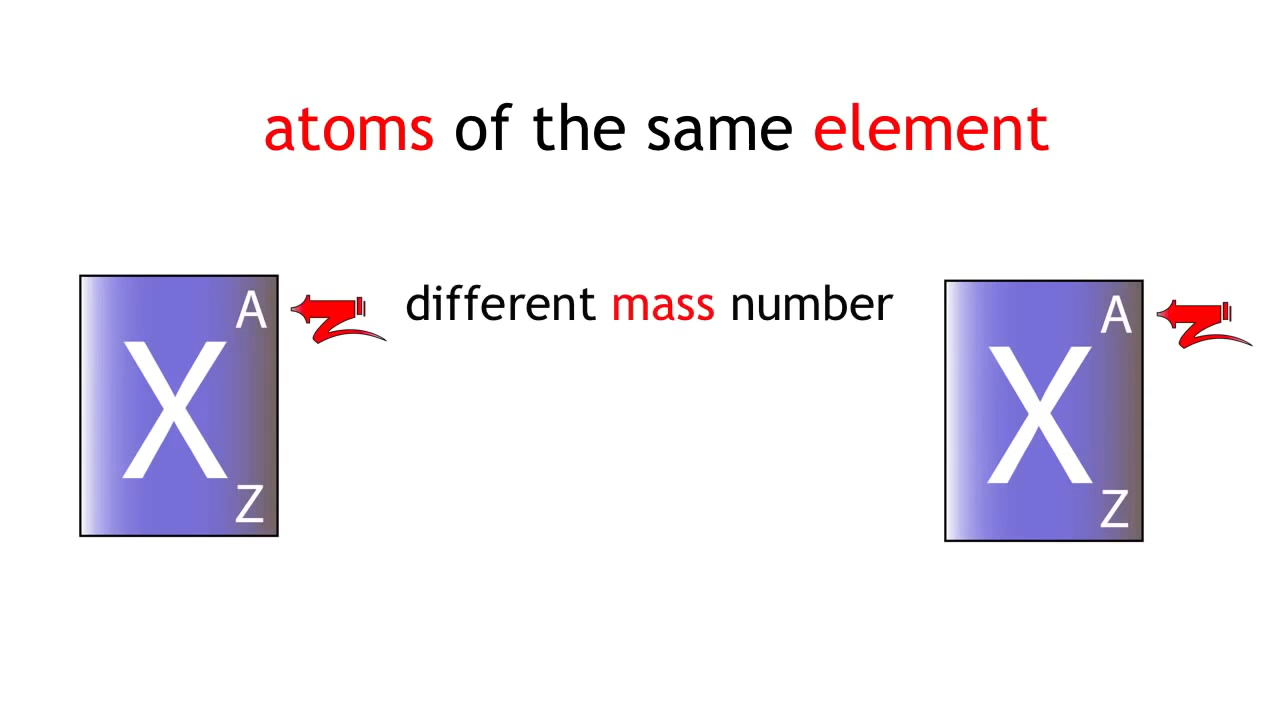 atoms of the same element
A
X
Z
different mass number
A
X
Z